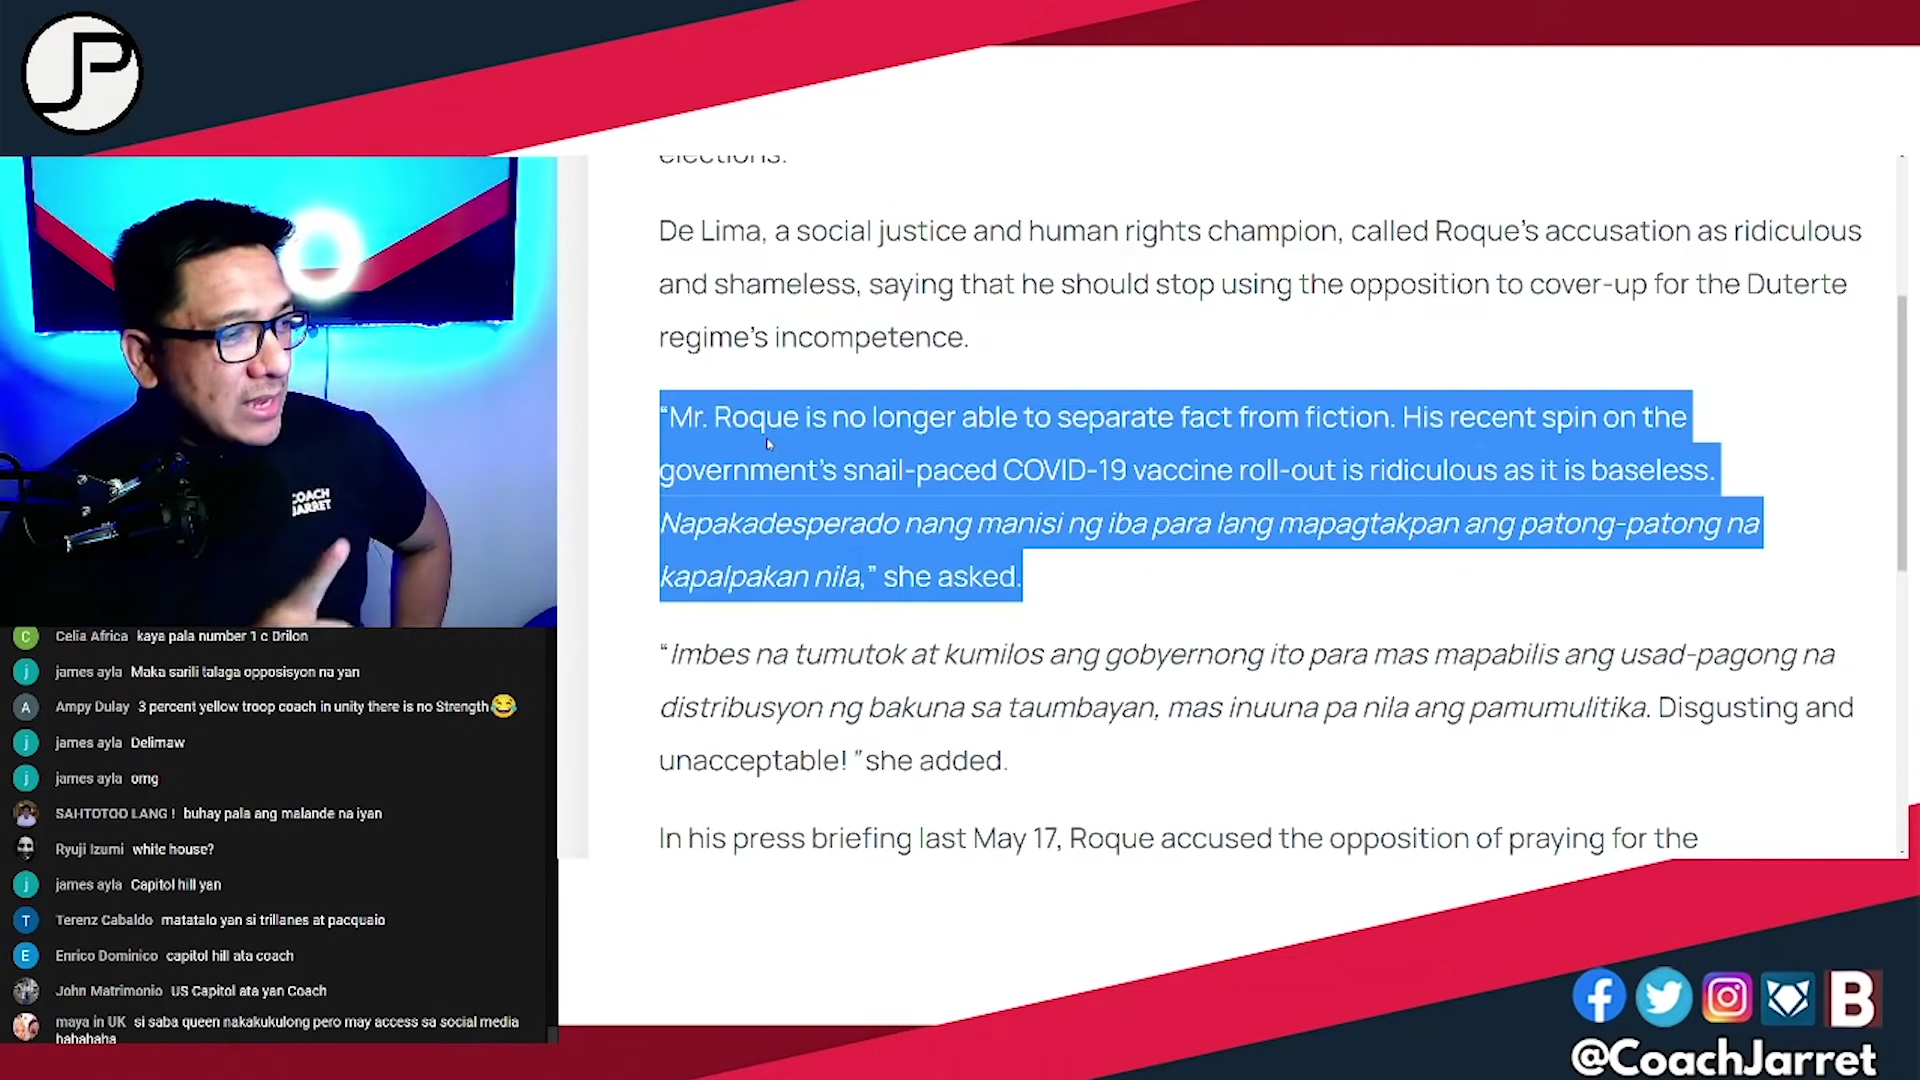 JP
elections.
De Lima, a social justice and human rights champion, called Roque's accusation as ridiculous
and shameless, saying that he should stop using the opposition to cover-up for the Duterte
regime's incompetence.
“Mr. Roque is no longer able to separate fact from fiction. His recent spin on the
government's snail-paced COVID-19 vaccine roll-out is ridiculous as it is baseless.
Napakadesperado nang manisi ng iba para lang mapagtakpan ang patong-patong na
kapalpakan nila,” she asked.
“Imbes na tumutok at kumilos ang gobyernong ito para mas mapabilis ang usad-pagong na
distribusyon ng bakuna sa taumbayan, mas inuuna pa nila ang pamumulitika. Disgusting and
unacceptable! ”she added.
In his press briefing last May 17, Roque accused the opposition of praying for the
COACH
JARRET
C Celia Africa kaya pala number 1 c Drilon
j james ayla Maka sarili talaga opposisyon na yan
A Ampy Dulay 3 percent yellow troop coach in unity there is no Strength😂
j james ayla Delimaw
j james ayla omg
SAHTOTOO LANG ! buhay pala ang malande na iyan
Ryuji Izumi white house?
j james ayla Capitol hill yan
T Terenz Cabaldo matatalo yan si trillanes at pacquaio
E Enrico Dominico capitol hill ata coach
John Matrimonio US Capitol ata yan Coach
maya in UK si saba queen nakakukulong pero may access sa social media
hahahaha
B
@CoachJarret